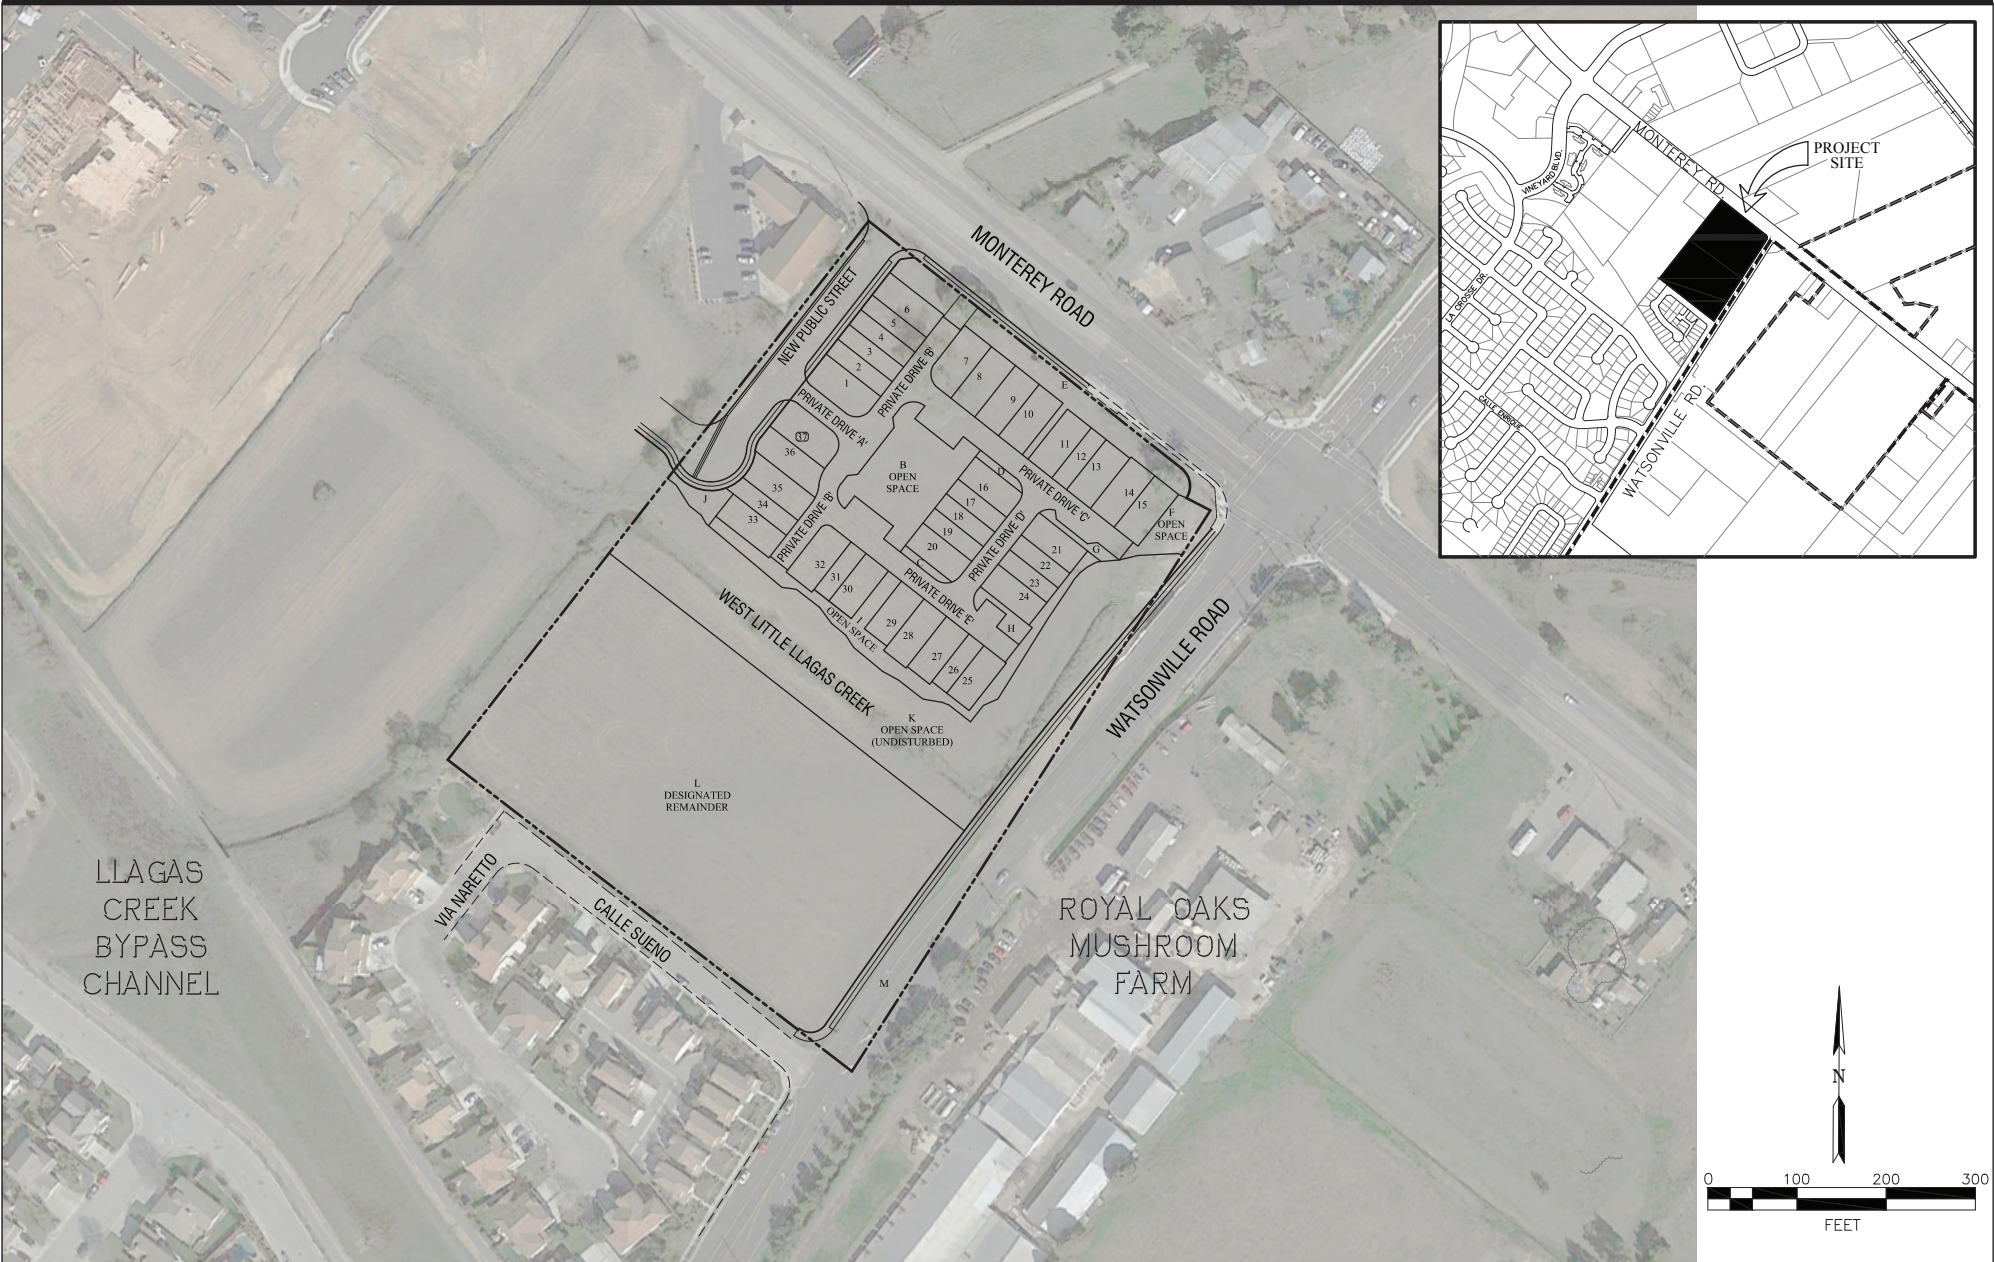 MONTEREY ROAD
NEW PUBLIC STREET
6
5
4
3
2
1
PRIVATE DRIVE 'B'
PRIVATE DRIVE 'A'
7
8
9
10
E
11
12
13
14
15
F
OPEN
SPACE
37
36
35
34
33
J
B
OPEN
SPACE
D
16
17
18
19
20
C
PRIVATE DRIVE 'C'
PRIVATE DRIVE 'D'
PRIVATE DRIVE 'B'
PRIVATE DRIVE 'E'
G
21
22
23
24
H
32
31
30
I
OPEN SPACE
29
28
27
26
25
WEST LITTLE LLAGAS CREEK
K
OPEN SPACE
(UNDISTURBED)
WATSONVILLE ROAD
L
DESIGNATED
REMAINDER
VIA NARETTO
CALLE SUENO
M
LLAGAS
CREEK
BYPASS
CHANNEL
ROYAL OAKS
MUSHROOM
FARM
MONTEREY RD
PROJECT
SITE
VINEYARD BLVD.
LA CROSSE DR.
CALLE ENRIQUE
WATSONVILLE RD.
N
0 100 200 300
FEET